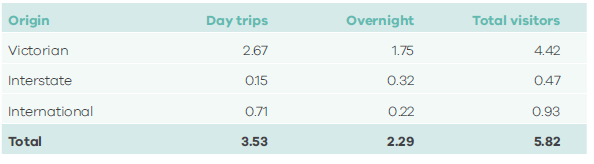 Origin Day trips Overnight Total visitors
Victorian 2.67 1.75 4.42
Interstate 0.15 0.32 0.47
International 0.71 0.22 0.93
Total 3.53 2.29 5.82